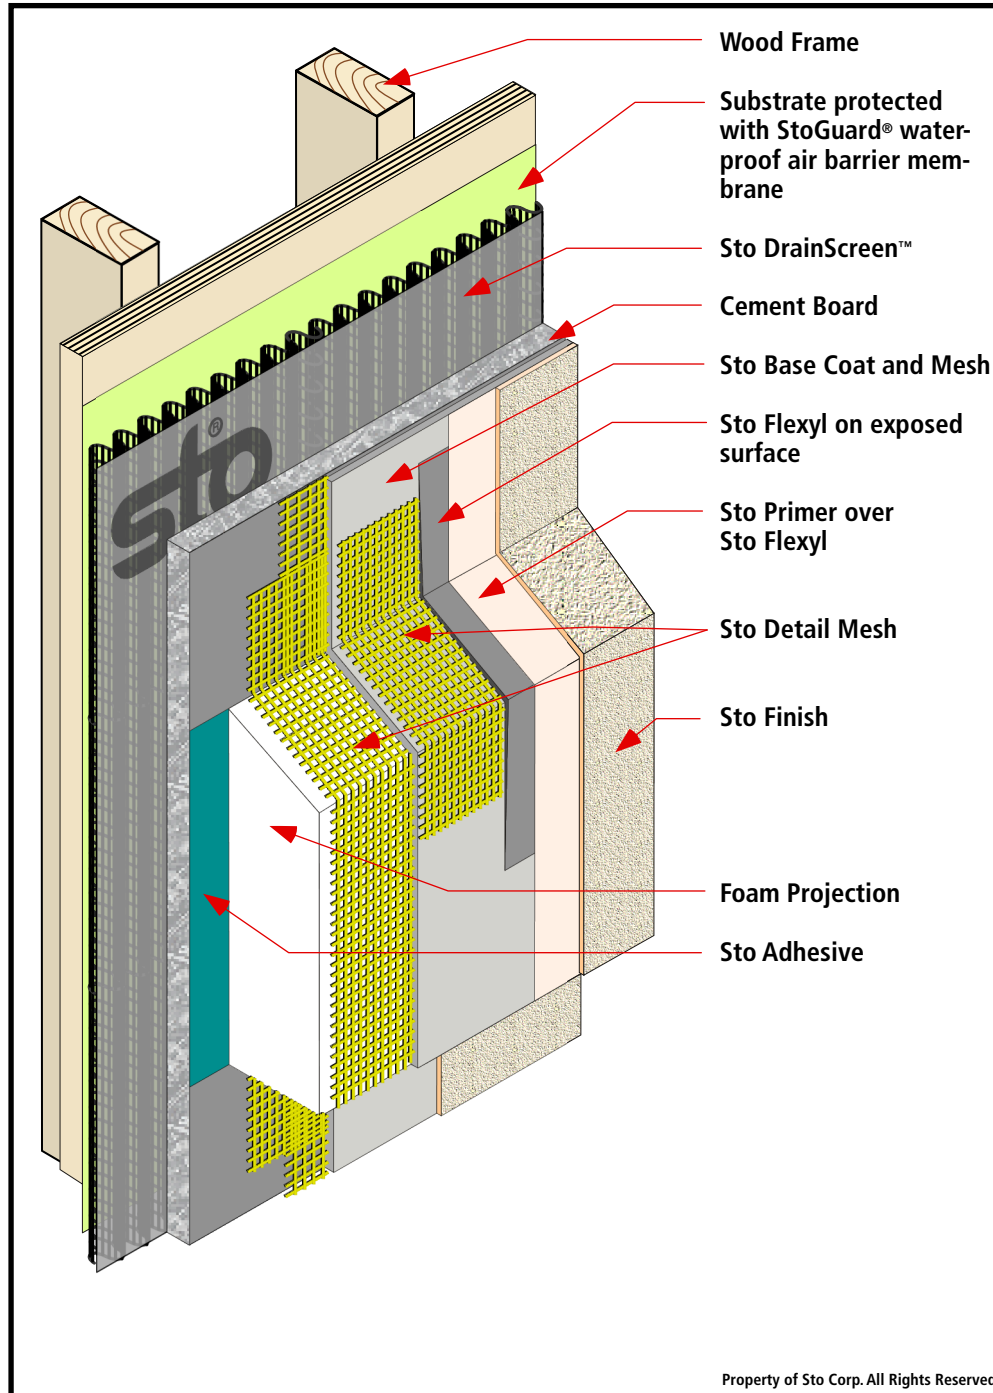 Wood Frame
Substrate protected
with StoGuard® water-
proof air barrier mem-
brane
Sto DrainScreen™
Cement Board
Sto Base Coat and Mesh
Sto Flexyl on exposed
surface
Sto Primer over
Sto Flexyl
Sto Detail Mesh
Sto Finish
Foam Projection
Sto Adhesive
sto®
Property of Sto Corp. All Rights Reserved